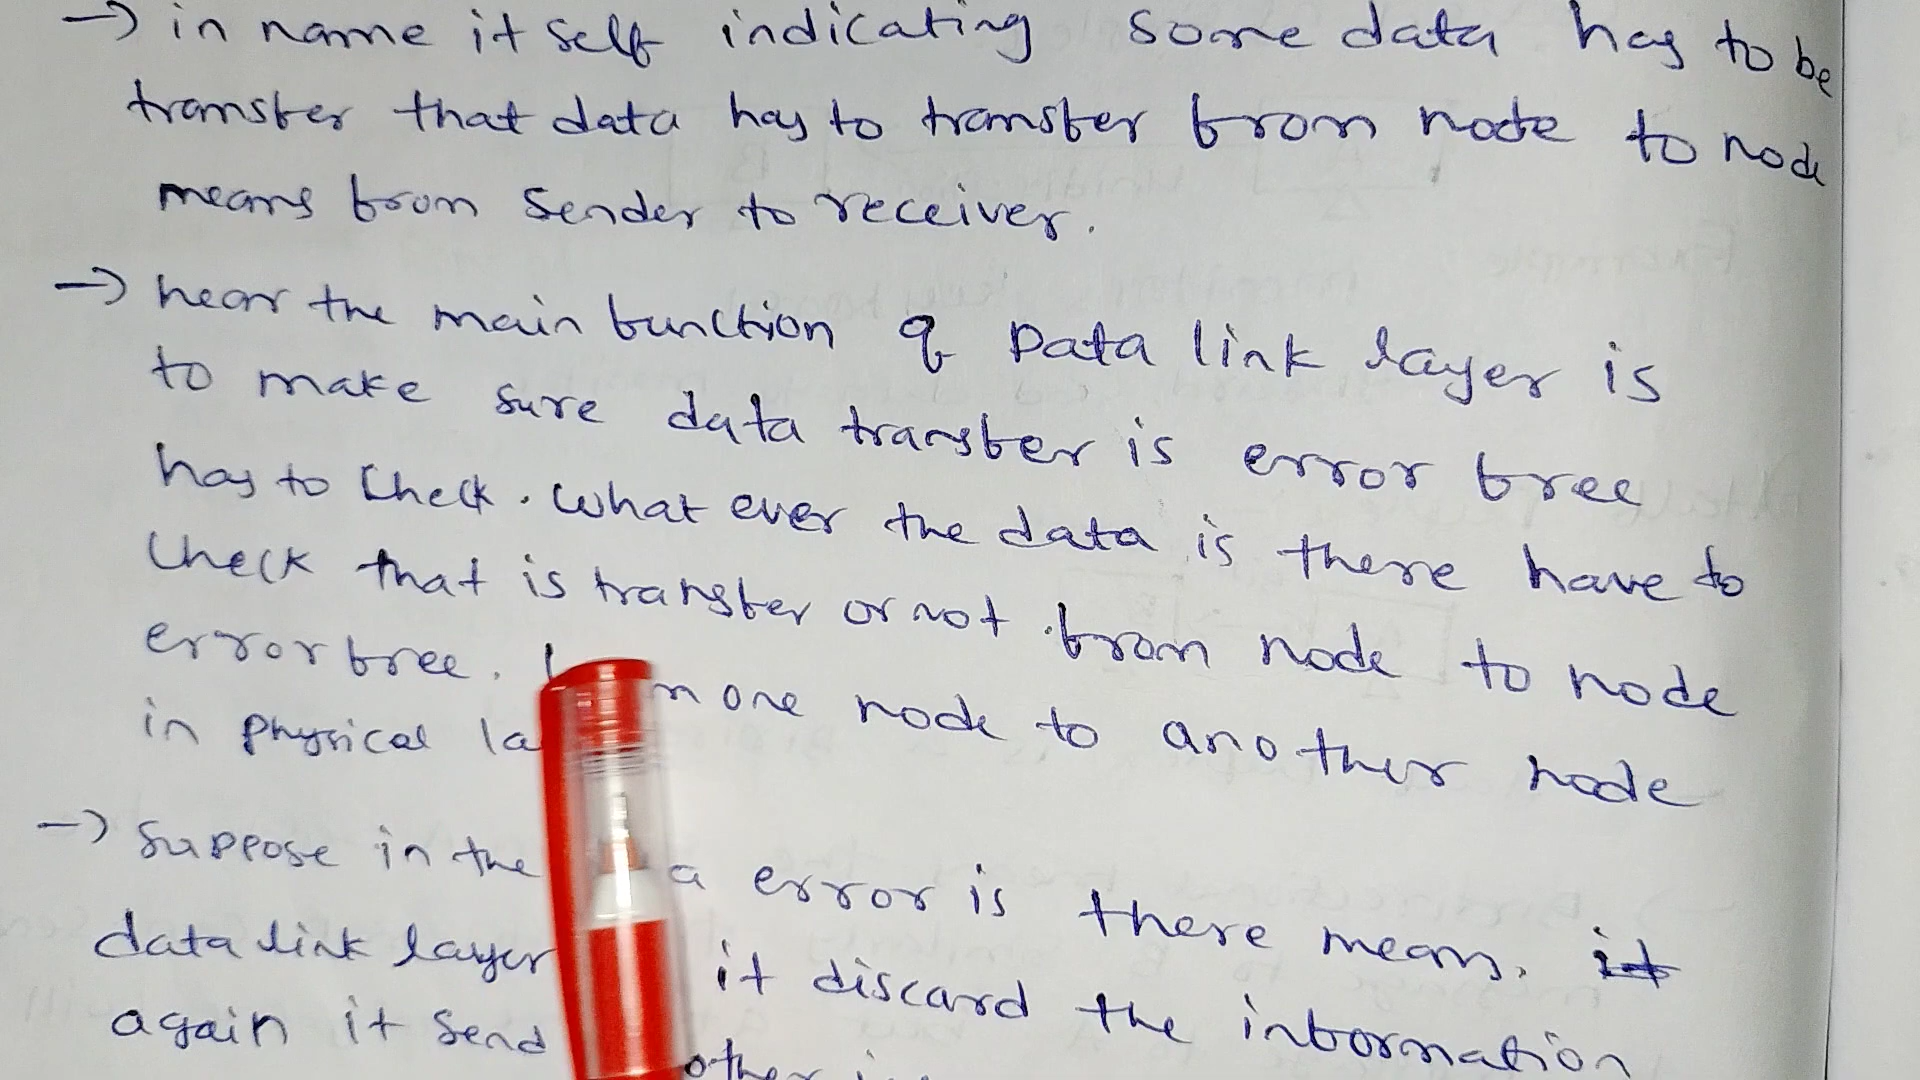 → in name it self indicating some data has to be
transfer that data has to transfer from node to node
means from sender to receiver.
→ hear the main function of Data link layer is
to make sure data transfer is error free
has to check. What ever the data is there have to
check that is transfer or not from node to node
error free. one node to another node
in physical
→ Suppose in the error is there means. it
data link layer it discard the information
again it send